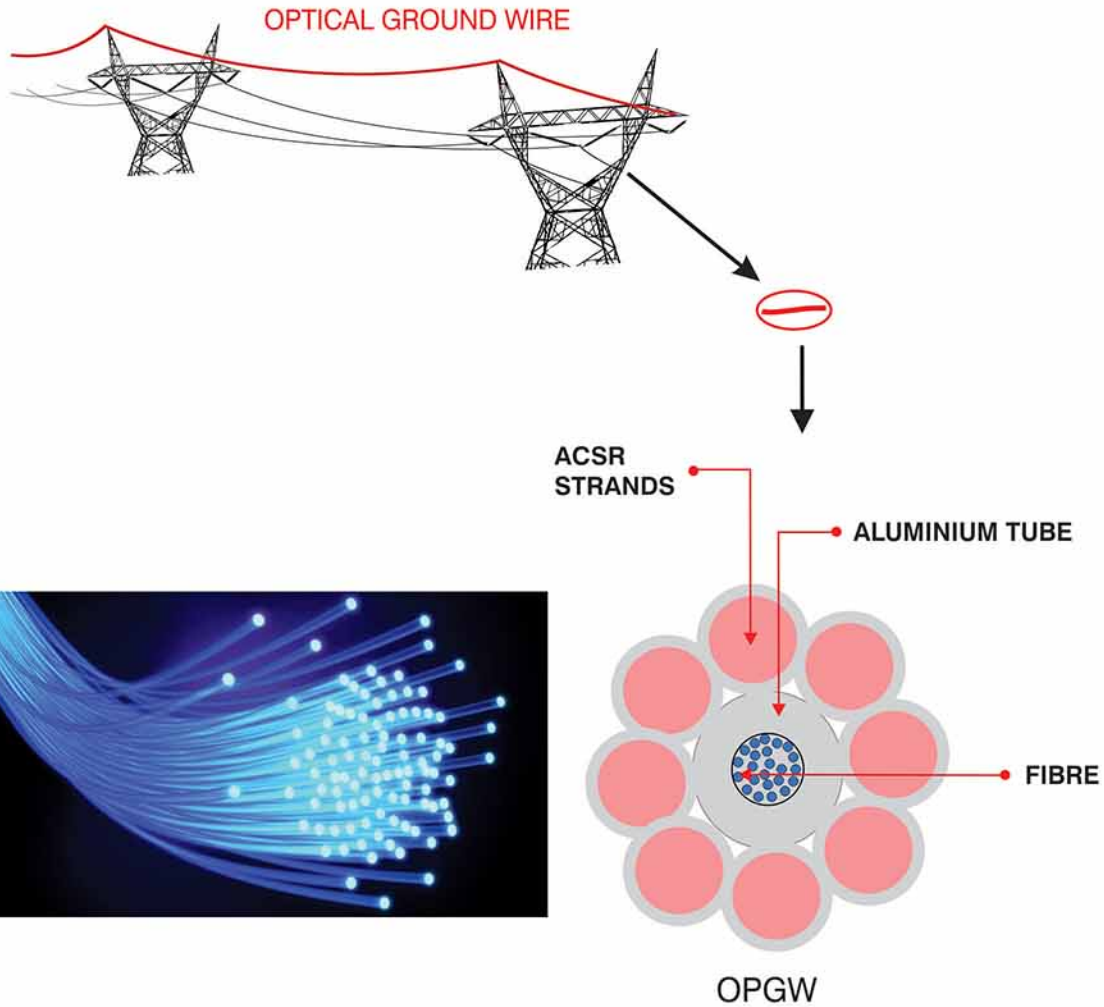 OPTICAL GROUND WIRE
ACSR
STRANDS
ALUMINIUM TUBE
FIBRE
OPGW